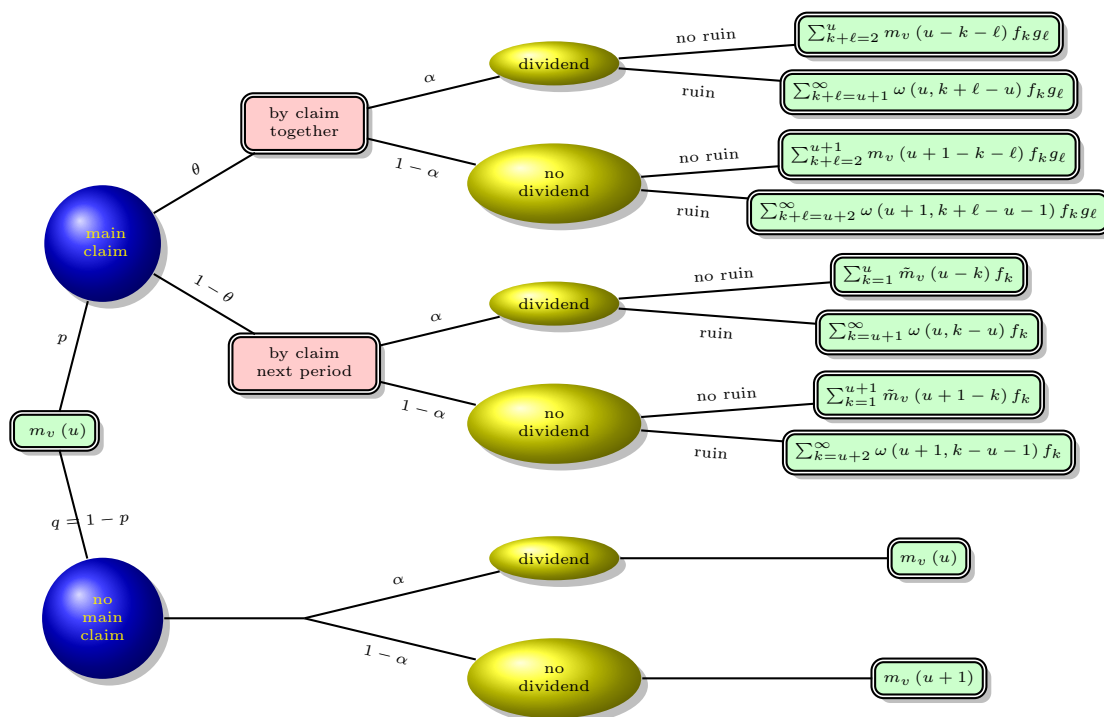 m_v (u)
p
q = 1 − p
main
claim
θ
1 − θ
by claim
together
α
dividend
no ruin
∑_{k+ℓ=2}^{u} m_v (u − k − ℓ) f_k g_ℓ
ruin
∑_{k+ℓ=u+1}^{∞} ω (u, k + ℓ − u) f_k g_ℓ
1 − α
no
dividend
no ruin
∑_{k+ℓ=2}^{u+1} m_v (u + 1 − k − ℓ) f_k g_ℓ
ruin
∑_{k+ℓ=u+2}^{∞} ω (u + 1, k + ℓ − u − 1) f_k g_ℓ
by claim
next period
α
dividend
no ruin
∑_{k=1}^{u} m̃_v (u − k) f_k
ruin
∑_{k=u+1}^{∞} ω (u, k − u) f_k
1 − α
no
dividend
no ruin
∑_{k=1}^{u+1} m̃_v (u + 1 − k) f_k
ruin
∑_{k=u+2}^{∞} ω (u + 1, k − u − 1) f_k
no
main
claim
α
dividend
m_v (u)
1 − α
no
dividend
m_v (u + 1)